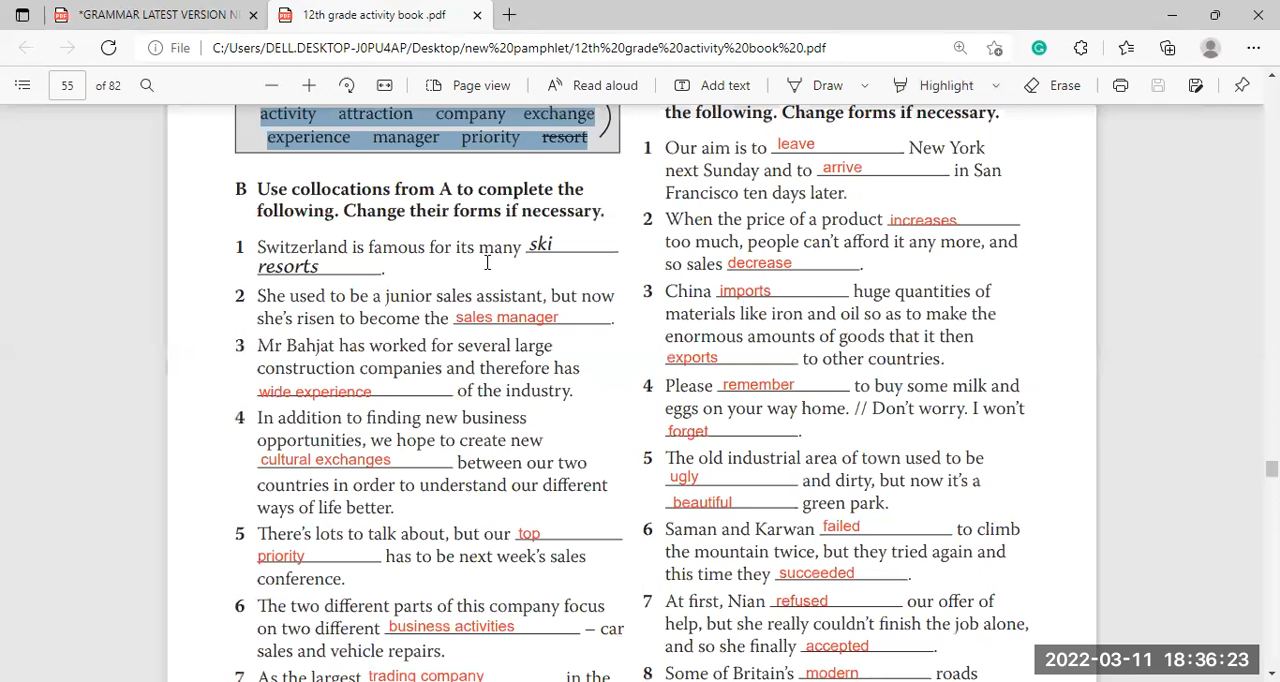 *GRAMMAR LATEST VERSION N
12th grade activity book .pdf
File
C:/Users/DELL.DESKTOP-J0PU4AP/Desktop/new%20pamphlet/12th%20grade%20activity%20book%20.pdf
55 of 82
Page view
Read aloud
Add text
Draw
Highlight
Erase
activity attraction company exchange
experience manager priority resort
B Use collocations from A to complete the
following. Change their forms if necessary.
1 Switzerland is famous for its many ski
resorts.
2 She used to be a junior sales assistant, but now
she's risen to become the sales manager.
3 Mr Bahjat has worked for several large
construction companies and therefore has
wide experience of the industry.
4 In addition to finding new business
opportunities, we hope to create new
cultural exchanges between our two
countries in order to understand our different
ways of life better.
5 There's lots to talk about, but our top
priority has to be next week's sales
conference.
6 The two different parts of this company focus
on two different business activities – car
sales and vehicle repairs.
7 As the largest trading company in the
the following. Change forms if necessary.
1 Our aim is to leave New York
next Sunday and to arrive in San
Francisco ten days later.
2 When the price of a product increases
too much, people can't afford it any more, and
so sales decrease.
3 China imports huge quantities of
materials like iron and oil so as to make the
enormous amounts of goods that it then
exports to other countries.
4 Please remember to buy some milk and
eggs on your way home. // Don't worry. I won't
forget.
5 The old industrial area of town used to be
ugly and dirty, but now it's a
beautiful green park.
6 Saman and Karwan failed to climb
the mountain twice, but they tried again and
this time they succeeded.
7 At first, Nian refused our offer of
help, but she really couldn't finish the job alone,
and so she finally accepted.
8 Some of Britain's modern roads
2022-03-11 18:36:23